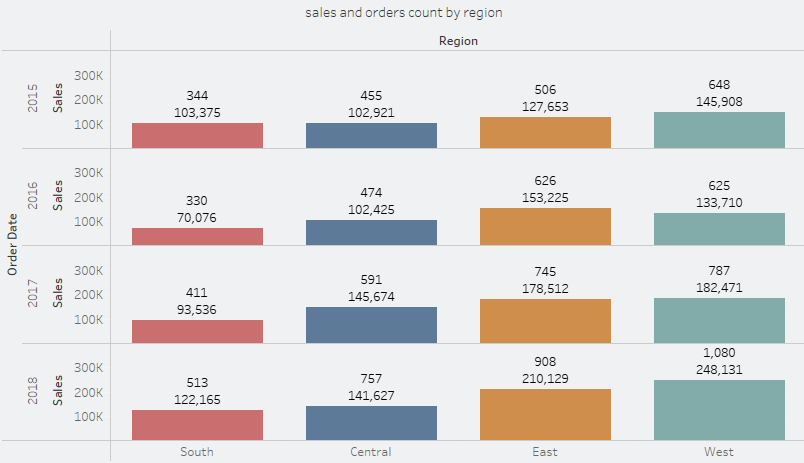 sales and orders count by region
Region
Order Date
2015
Sales
300K
200K
100K
344
103,375
455
102,921
506
127,653
648
145,908
2016
Sales
300K
200K
100K
330
70,076
474
102,425
626
153,225
625
133,710
2017
Sales
300K
200K
100K
411
93,536
591
145,674
745
178,512
787
182,471
2018
Sales
300K
200K
100K
513
122,165
757
141,627
908
210,129
1,080
248,131
South
Central
East
West